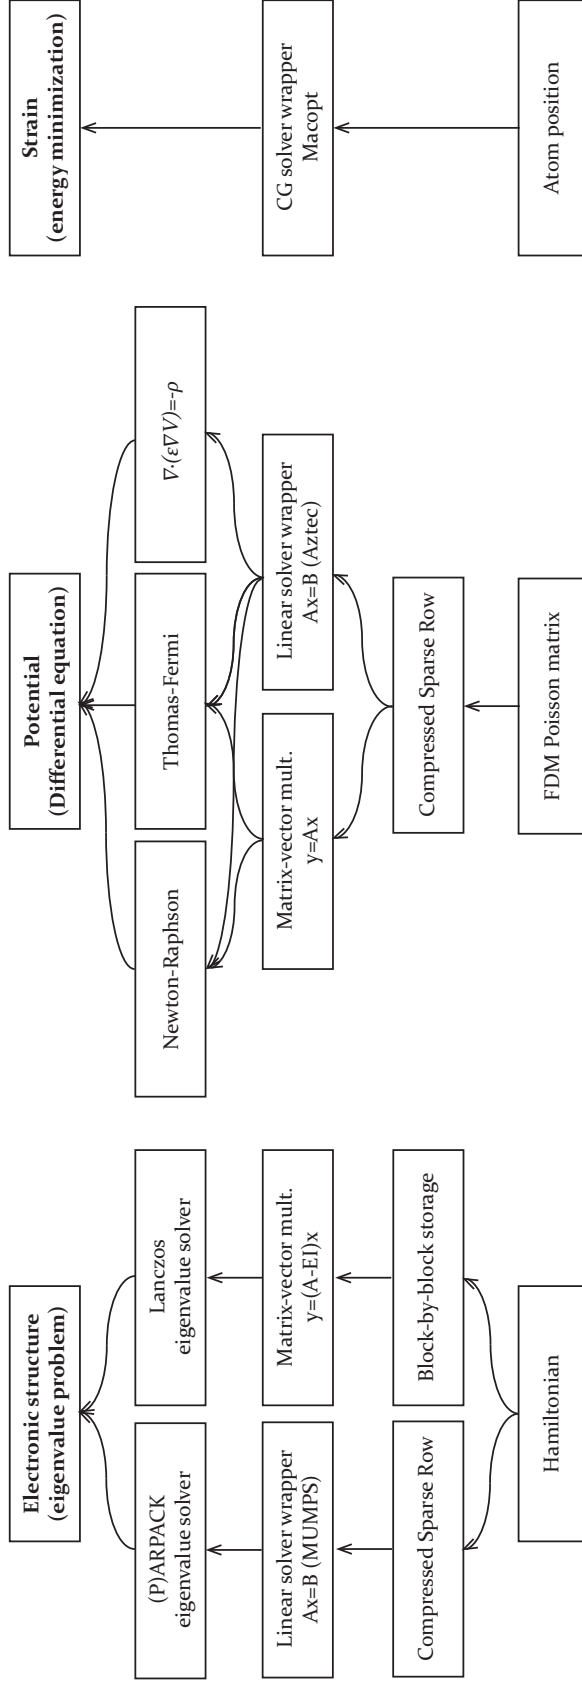 Electronic structure
(eigenvalue problem)
(P)ARPACK
eigenvalue solver
Lanczos
eigenvalue solver
Linear solver wrapper
Ax=B (MUMPS)
Matrix-vector mult.
y=(A-EI)x
Compressed Sparse Row
Block-by-block storage
Hamiltonian
Potential
(Differential equation)
Newton-Raphson
Thomas-Fermi
∇·(ε∇V)=-ρ
Matrix-vector mult.
y=Ax
Linear solver wrapper
Ax=B (Aztec)
Compressed Sparse Row
FDM Poisson matrix
Strain
(energy minimization)
CG solver wrapper
Macopt
Atom position